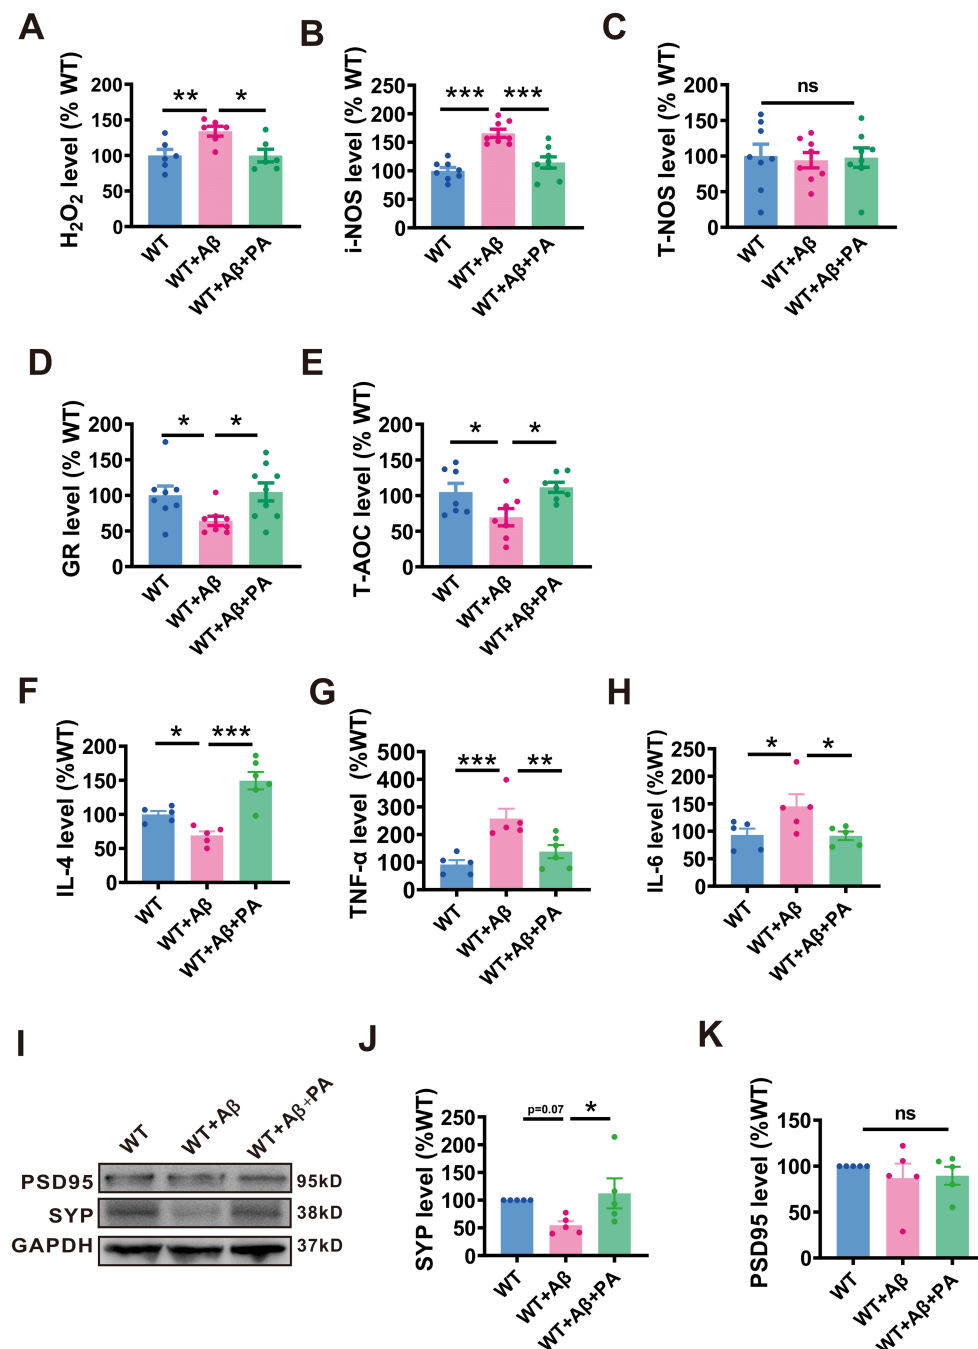 A
H2O2 level (% WT)
200
150
100
50
0
**
*
WT
WT+Aβ
WT+Aβ+PA
B
i-NOS level (% WT)
250
200
150
100
50
0
***
***
WT
WT+Aβ
WT+Aβ+PA
C
T-NOS level (% WT)
200
150
100
50
0
ns
WT
WT+Aβ
WT+Aβ+PA
D
GR level (% WT)
200
150
100
50
0
*
*
WT
WT+Aβ
WT+Aβ+PA
E
T-AOC level (% WT)
200
150
100
50
0
*
*
WT
WT+Aβ
WT+Aβ+PA
F
IL-4 level (%WT)
200
150
100
50
0
*
***
WT
WT+Aβ
WT+Aβ+PA
G
TNF-α level (%WT)
500
400
300
200
100
0
***
**
WT
WT+Aβ
WT+Aβ+PA
H
IL-6 level (%WT)
250
200
150
100
50
0
*
*
WT
WT+Aβ
WT+Aβ+PA
I
WT
WT+Aβ
WT+Aβ+PA
PSD95
95kD
SYP
38kD
GAPDH
37kD
J
SYP level (%WT)
250
200
150
100
50
0
p=0.07
*
WT
WT+Aβ
WT+Aβ+PA
K
PSD95 level (%WT)
150
100
50
0
ns
WT
WT+Aβ
WT+Aβ+PA